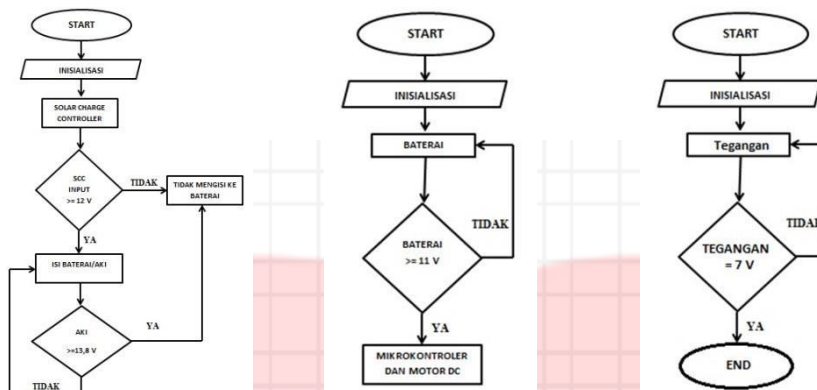 START
INISIALISASI
SOLAR CHARGE
CONTROLLER
SCC
INPUT
>= 12 V
TIDAK
TIDAK MENGISI KE
BATERAI
YA
ISI BATERAI/AKI
AKI
>=13,8 V
YA
TIDAK
START
INISIALISASI
BATERAI
BATERAI
>= 11 V
TIDAK
YA
MIKROKONTROLER
DAN MOTOR DC
START
INISIALISASI
Tegangan
TEGANGAN
= 7 V
TIDAK
YA
END